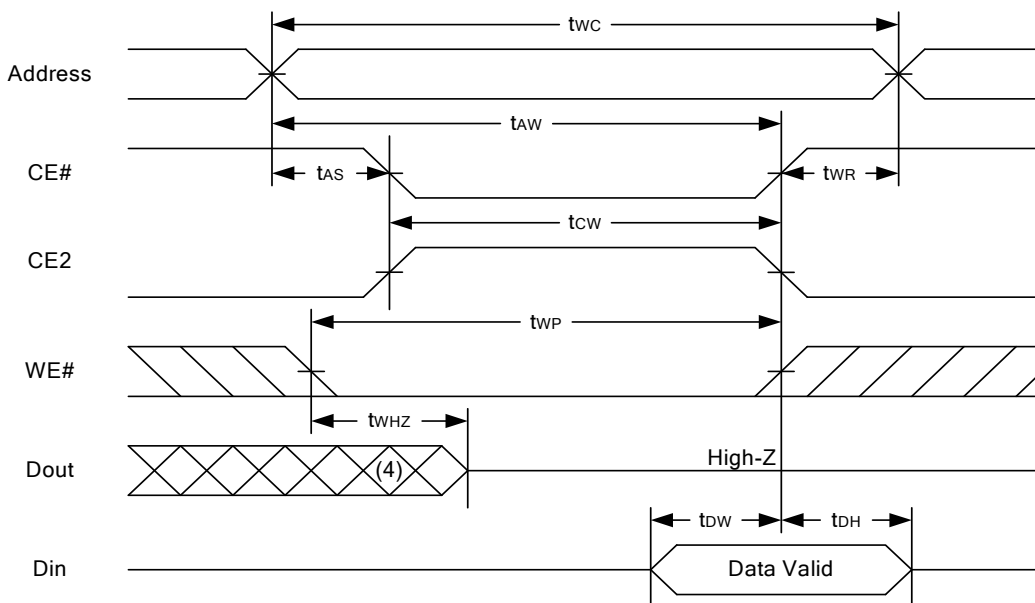 tWC
Address
tAW
CE#
tAS
tWR
tCW
CE2
tWP
WE#
tWHZ
Dout
(4)
High-Z
tDW
tDH
Din
Data Valid